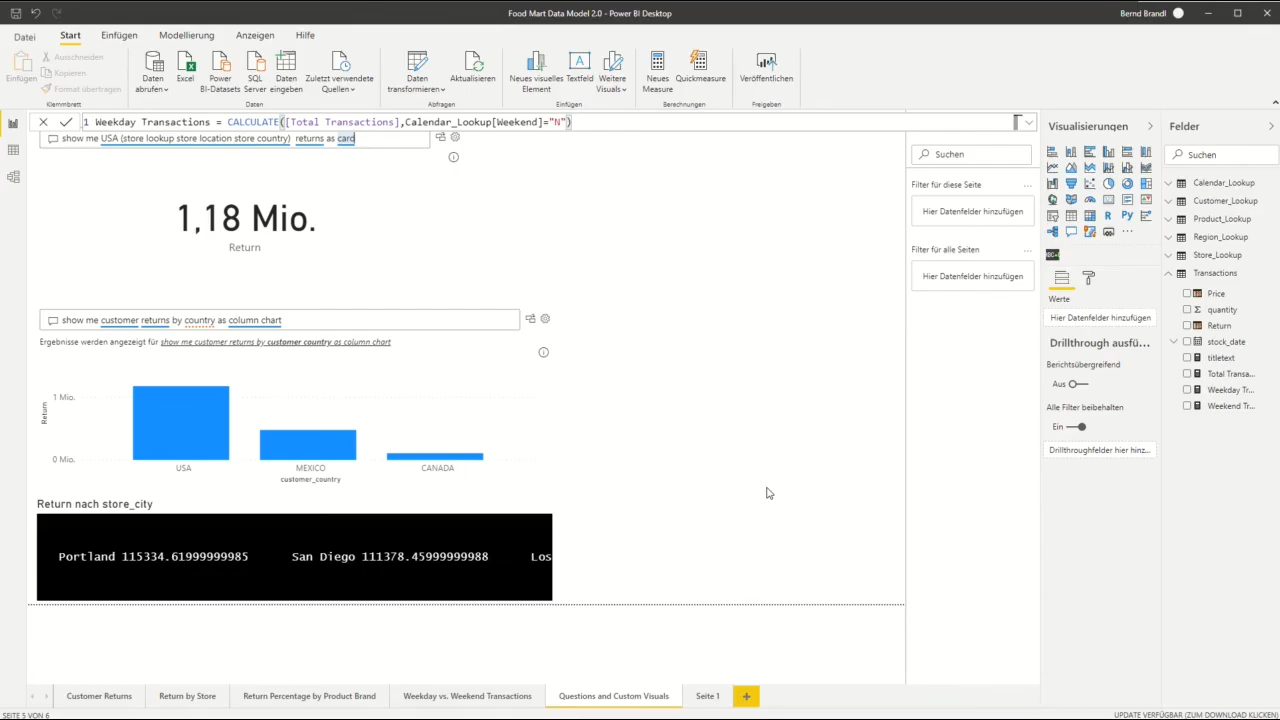 Food Mart Data Model 2.0 - Power BI Desktop
Bernd Brandl
Datei Start Einfügen Modellierung Anzeigen Hilfe
Einfügen
Ausschneiden
Kopieren
Format übertragen
Daten abrufen
Excel
Power BI-Datasets
SQL Server
Daten eingeben
Zuletzt verwendete Quellen
Daten transformieren
Aktualisieren
Neues visuelles Element
Textfeld
Weitere Visuals
Neues Measure
Quickmeasure
Veröffentlichen
Klemmbrett Daten Abfragen Einfügen Berechnungen Freigeben
1 Weekday Transactions = CALCULATE([Total Transactions],Calendar_Lookup[Weekend]="N")
show me USA (store lookup store location store country) returns as card
1,18 Mio.
Return
show me customer returns by country as column chart
Ergebnisse werden angezeigt für show me customer returns by customer country as column chart
1 Mio.
0 Mio.
Return
USA MEXICO CANADA
customer_country
Return nach store_city
Portland 115334.61999999985 San Diego 111378.45999999988 Los
Suchen
Filter für diese Seite ...
Hier Datenfelder hinzufügen
Filter für alle Seiten ...
Hier Datenfelder hinzufügen
Visualisierungen
R Py
...
Werte
Hier Datenfelder hinzufügen
Drillthrough ausfü...
Berichtsübergreifend
Aus
Alle Filter beibehalten
Ein
Drillthroughfelder hier hinz...
Felder
Suchen
Calendar_Lookup
Customer_Lookup
Product_Lookup
Region_Lookup
Store_Lookup
Transactions
Price
Σ quantity
Return
stock_date
titletext
Total Transa...
Weekday Tr...
Weekend Tr...
Customer Returns Return by Store Return Percentage by Product Brand Weekday vs. Weekend Transactions Questions and Custom Visuals Seite 1 +
SEITE 5 VON 6
UPDATE VERFÜGBAR (ZUM DOWNLOAD KLICKEN)